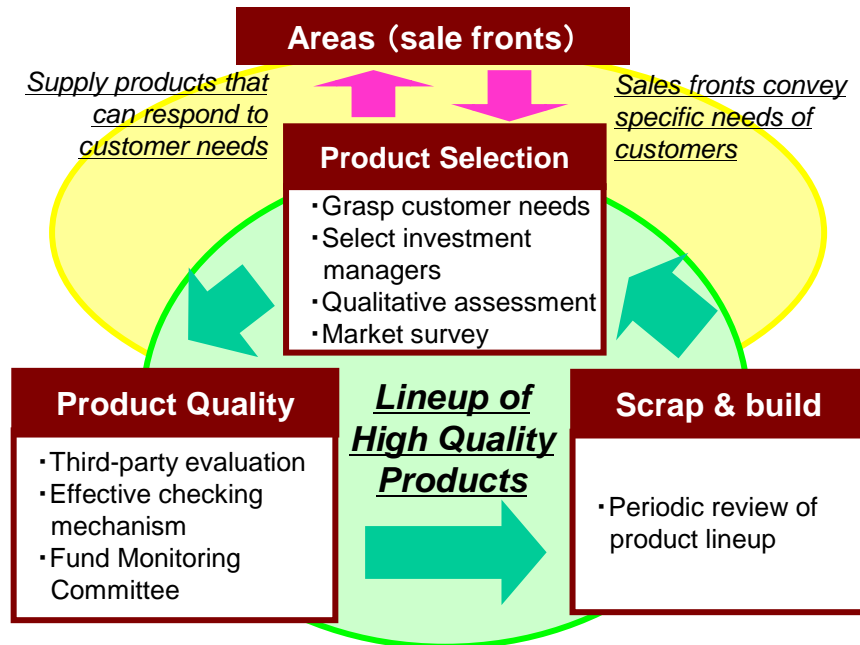 Areas（sale fronts）
Supply products that
can respond to
customer needs
Sales fronts convey
specific needs of
customers
Product Selection
・Grasp customer needs
・Select investment
managers
・Qualitative assessment
・Market survey
Product Quality
・Third-party evaluation
・Effective checking
mechanism
・Fund Monitoring
Committee
Lineup of
High Quality
Products
Scrap & build
・Periodic review of
product lineup